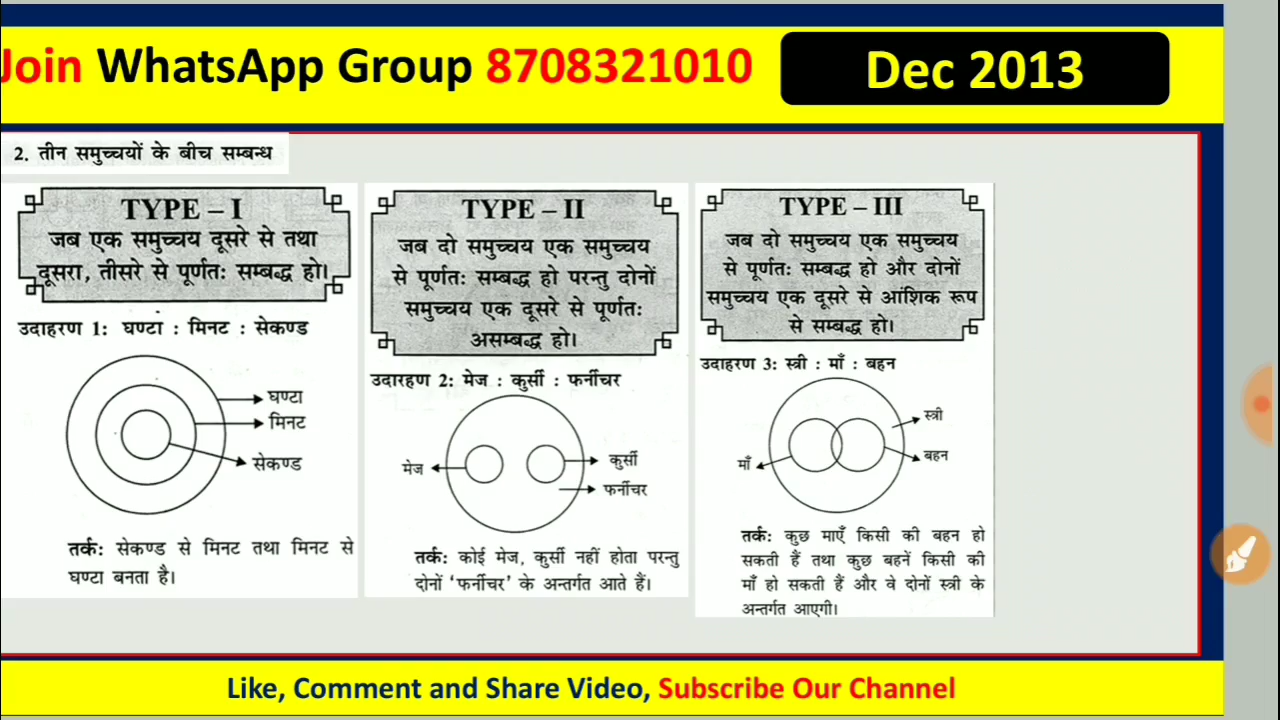 Join WhatsApp Group 8708321010
Dec 2013
2. तीन समुच्चयों के बीच सम्बन्ध
TYPE – I
जब एक समुच्चय दूसरे से तथा
दूसरा, तीसरे से पूर्णतः सम्बद्ध हो।
उदाहरण 1: घण्टा : मिनट : सेकण्ड
घण्टा
मिनट
सेकण्ड
तर्क: सेकण्ड से मिनट तथा मिनट से
घण्टा बनता है।
TYPE – II
जब दो समुच्चय एक समुच्चय
से पूर्णतः सम्बद्ध हो परन्तु दोनों
समुच्चय एक दूसरे से पूर्णतः
असम्बद्ध हो।
उदारहण 2: मेज : कुर्सी : फर्नीचर
मेज
कुर्सी
फर्नीचर
तर्क: कोई मेज, कुर्सी नहीं होता परन्तु
दोनों ‘फर्नीचर’ के अन्तर्गत आते हैं।
TYPE – III
जब दो समुच्चय एक समुच्चय
से पूर्णतः सम्बद्ध हो और दोनों
समुच्चय एक दूसरे से आंशिक रूप
से सम्बद्ध हो।
उदाहरण 3: स्त्री : माँ : बहन
स्त्री
माँ
बहन
तर्क: कुछ माएँ किसी की बहन हो
सकती हैं तथा कुछ बहनें किसी की
माँ हो सकती हैं और वे दोनों स्त्री के
अन्तर्गत आएगी।
Like, Comment and Share Video, Subscribe Our Channel